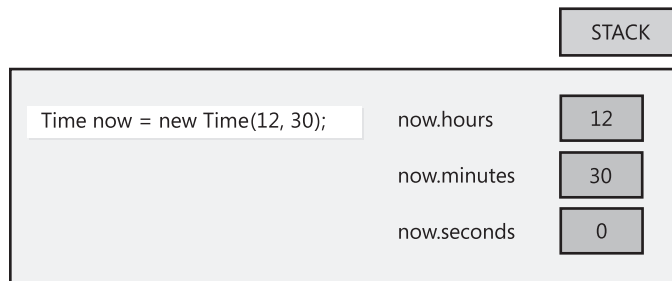 STACK
Time now = new Time(12, 30);
now.hours
12
now.minutes
30
now.seconds
0